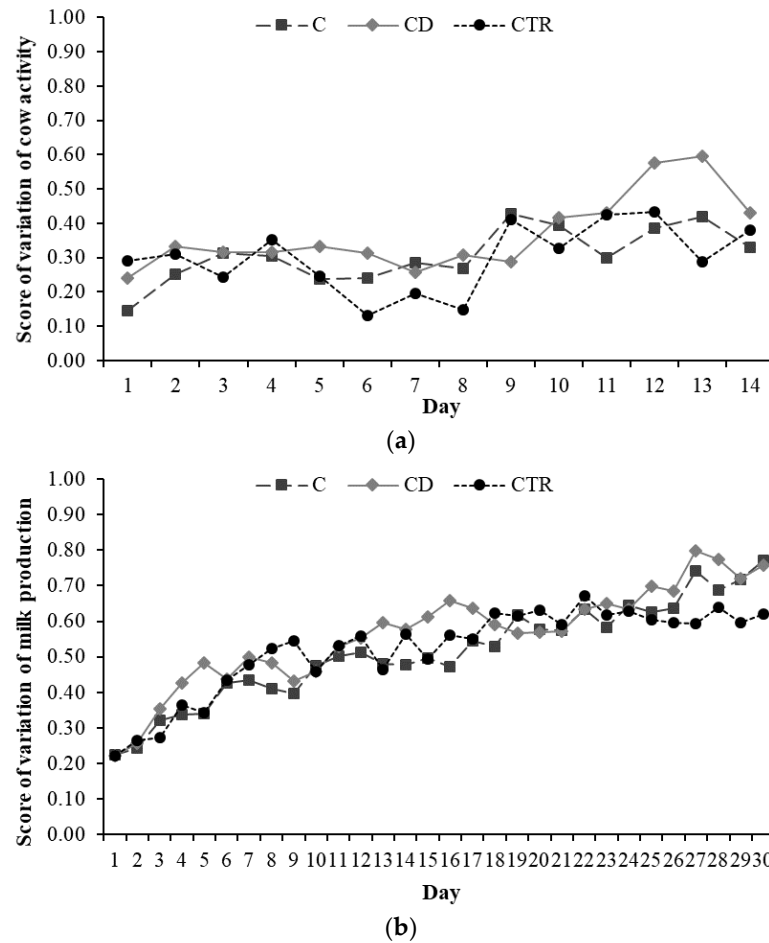 C CD CTR
Score of variation of cow activity
1.00
0.90
0.80
0.70
0.60
0.50
0.40
0.30
0.20
0.10
0.00
1 2 3 4 5 6 7 8 9 10 11 12 13 14
Day
(a)
C CD CTR
Score of variation of milk production
1.00
0.90
0.80
0.70
0.60
0.50
0.40
0.30
0.20
0.10
0.00
1 2 3 4 5 6 7 8 9 10 11 12 13 14 15 16 17 18 19 20 21 22 23 24 25 26 27 28 29 30
Day
(b)